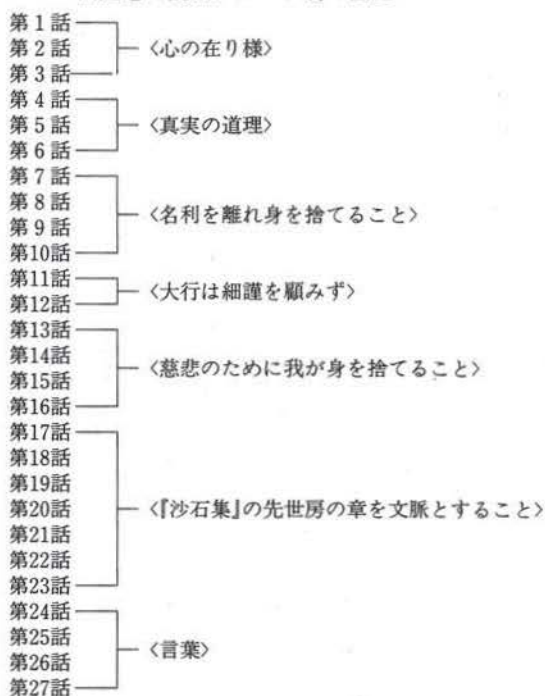 第1話
第2話 〈心の在り様〉
第3話
第4話
第5話 〈真実の道理〉
第6話
第7話
第8話
〈名利を離れ身を捨てること〉
第9話
第10話
第11話
〈大行は細謹を顧みず〉
第12話
第13話
第14話
〈慈悲のために我が身を捨てること〉
第15話
第16話
第17話
第18話
第19話
第20話 〈『沙石集』の先世房の章を文脈とすること〉
第21話
第22話
第23話
第24話
第25話
〈言葉〉
第26話
第27話